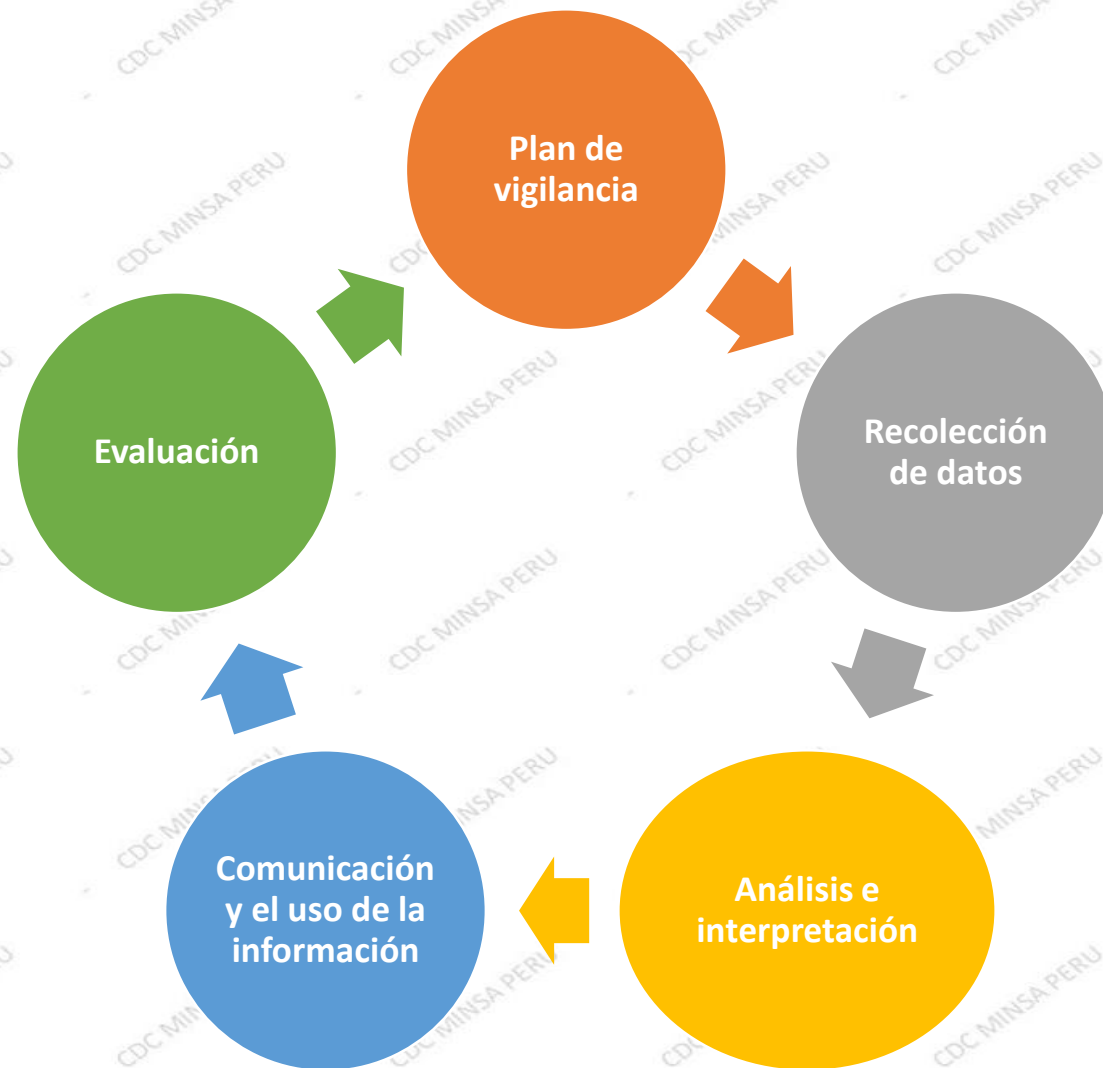 Plan de
vigilancia
Recolección
de datos
Análisis e
interpretación
Comunicación
y el uso de la
información
Evaluación
CDC MINSA PERU